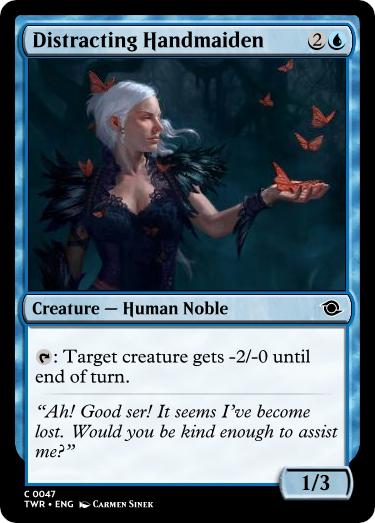 Distracting Handmaiden 2
Creature — Human Noble
: Target creature gets -2/-0 until
end of turn.
“Ah! Good ser! It seems I’ve become
lost. Would you be kind enough to assist
me?”
1/3
C 0047
TWR • ENG Carmen Sinek